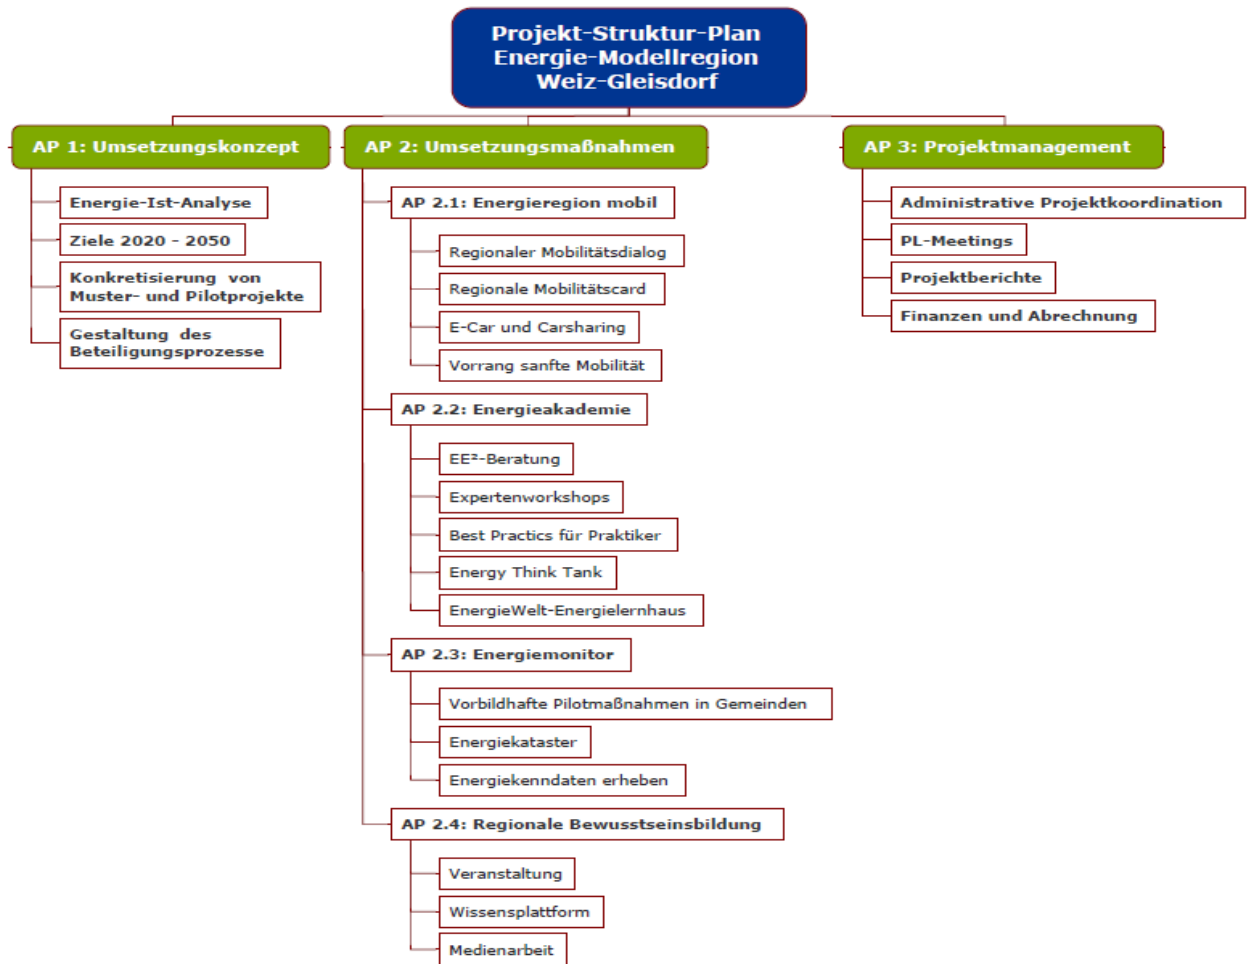 Projekt-Struktur-Plan
Energie-Modellregion
Weiz-Gleisdorf
AP 1: Umsetzungskonzept
Energie-Ist-Analyse
Ziele 2020 - 2050
Konkretisierung von
Muster- und Pilotprojekte
Gestaltung des
Beteiligungsprozesse
AP 2: Umsetzungsmaßnahmen
AP 2.1: Energieregion mobil
Regionaler Mobilitätsdialog
Regionale Mobilitätscard
E-Car und Carsharing
Vorrang sanfte Mobilität
AP 2.2: Energieakademie
EE²-Beratung
Expertenworkshops
Best Practics für Praktiker
Energy Think Tank
EnergieWelt-Energielernhaus
AP 2.3: Energiemonitor
Vorbildhafte Pilotmaßnahmen in Gemeinden
Energiekataster
Energiekenndaten erheben
AP 2.4: Regionale Bewusstseinsbildung
Veranstaltung
Wissensplattform
Medienarbeit
AP 3: Projektmanagement
Administrative Projektkoordination
PL-Meetings
Projektberichte
Finanzen und Abrechnung